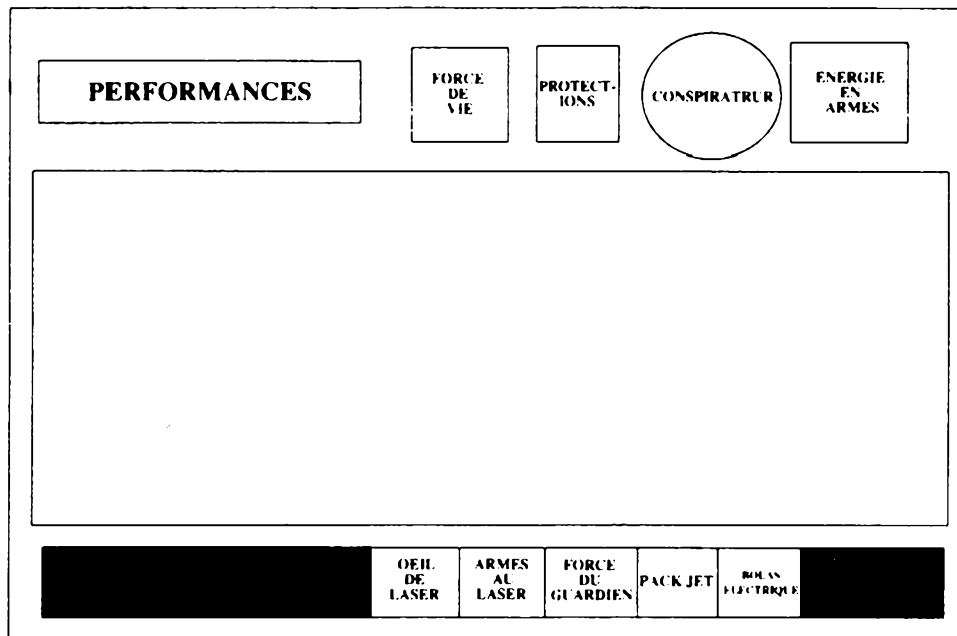 PERFORMANCES
FORCE
DE
VIE
PROTECT-
IONS
CONSPIRATRUR
ENERGIE
EN
ARMES
OEIL
DE
LASER
ARMES
AU
LASER
FORCE
DU
GUARDIEN
PACK JET
BOLAS
ELECTRIQUE